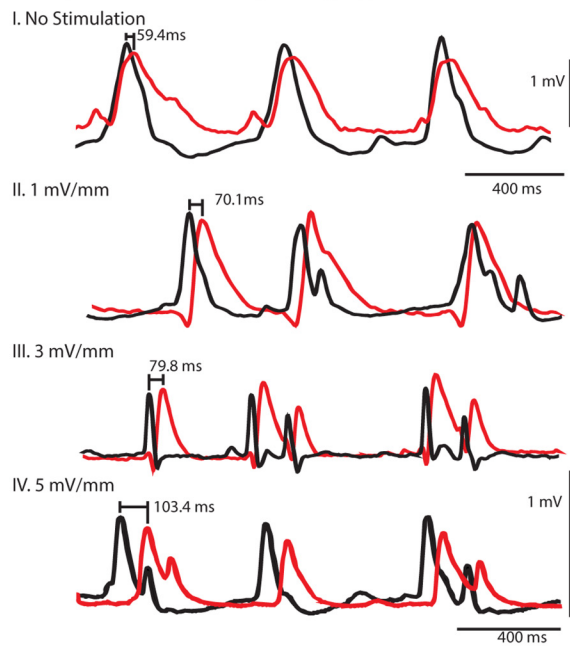 I. No Stimulation
59.4ms
1 mV
400 ms
II. 1 mV/mm
70.1ms
III. 3 mV/mm
79.8 ms
IV. 5 mV/mm
103.4 ms
1 mV
400 ms